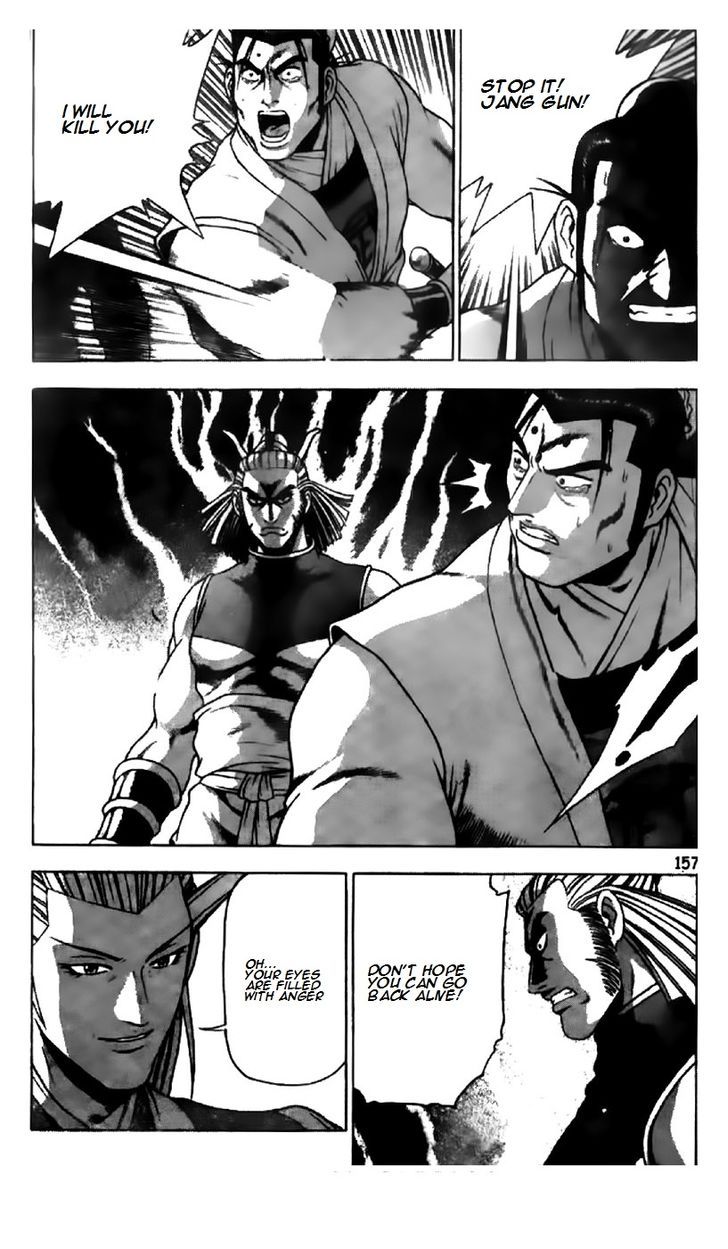 I WILL
KILL YOU!
STOP IT!
JANG GUN!
157
OH...
YOUR EYES
ARE FILLED
WITH ANGER
DON'T HOPE
YOU CAN GO
BACK ALIVE!